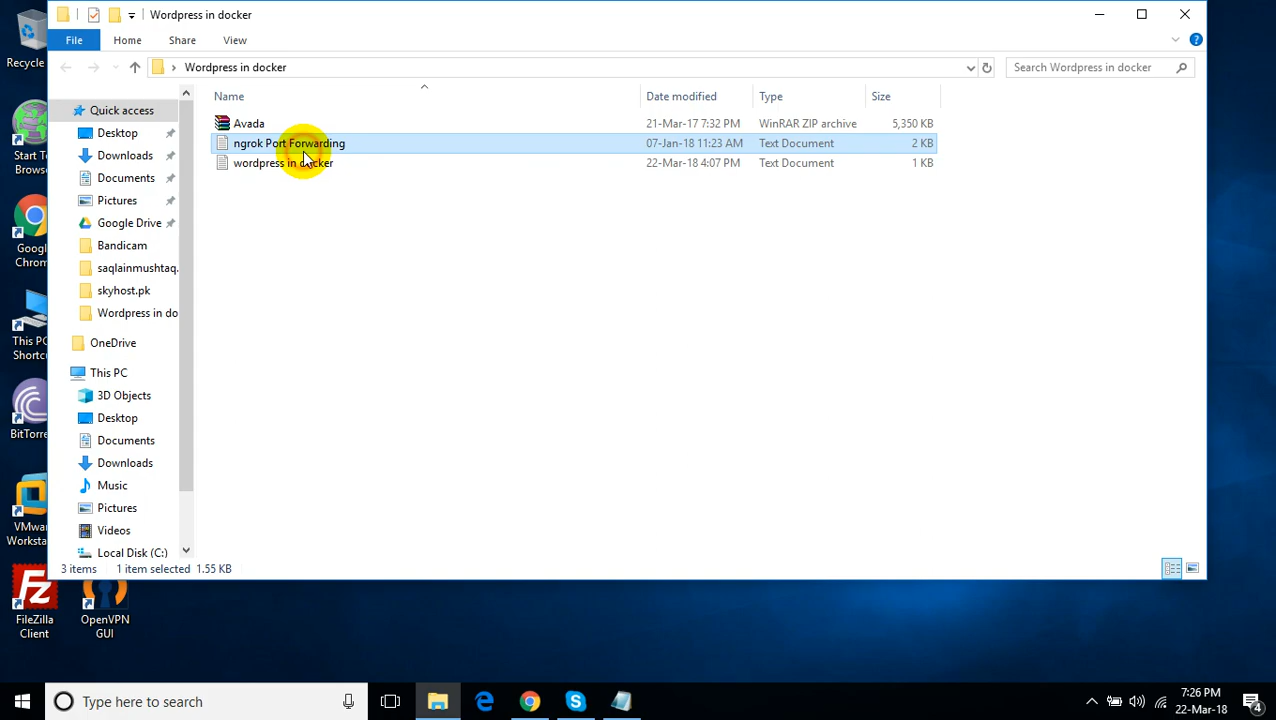 Wordpress in docker
File Home Share View
Wordpress in docker
Search Wordpress in docker
Name Date modified Type Size
Avada 21-Mar-17 7:32 PM WinRAR ZIP archive 5,350 KB
ngrok Port Forwarding 07-Jan-18 11:23 AM Text Document 2 KB
wordpress in docker 22-Mar-18 4:07 PM Text Document 1 KB
Quick access
Desktop
Downloads
Documents
Pictures
Google Drive
Bandicam
saqlainmushtaq.
skyhost.pk
Wordpress in do
OneDrive
This PC
3D Objects
Desktop
Documents
Downloads
Music
Pictures
Videos
Local Disk (C:)
3 items 1 item selected 1.55 KB
Recycle
Start To
Browse
Google
Chrom
This PC
Shortc
BitTorre
VMwa
Worksta
FileZilla
Client
OpenVPN
GUI
Type here to search
7:26 PM
22-Mar-18
4